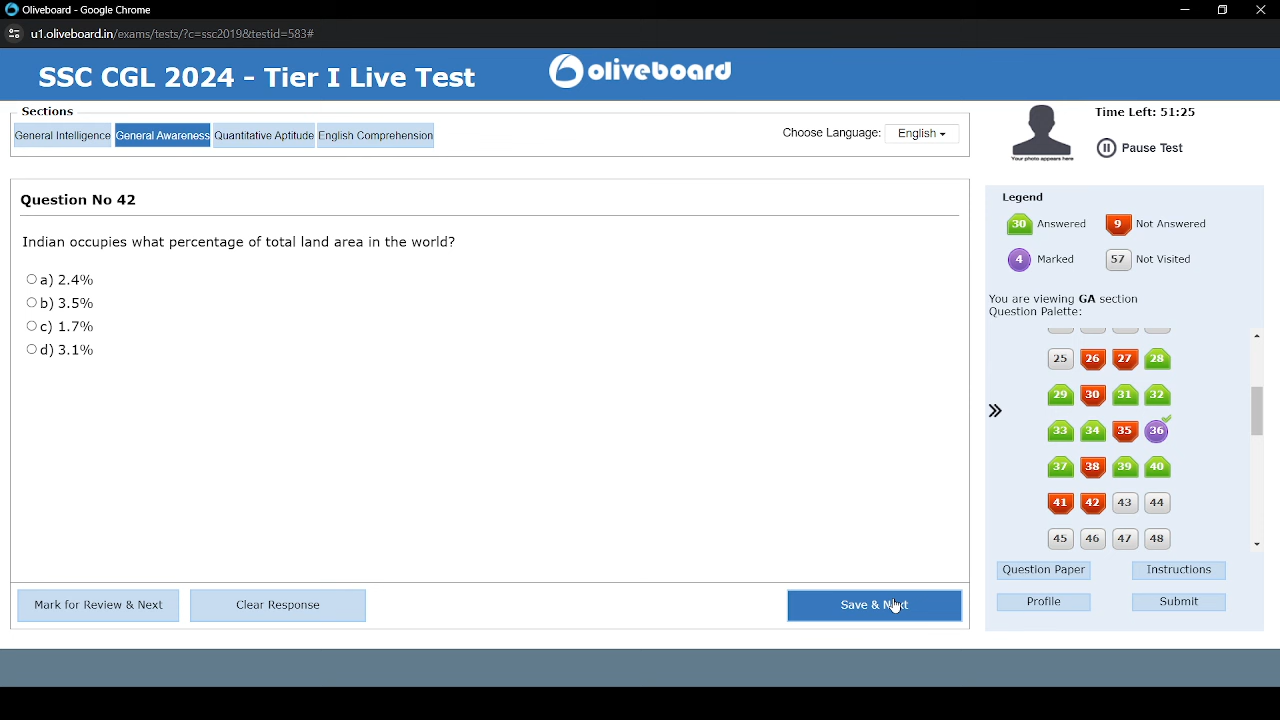 Oliveboard - Google Chrome
u1.oliveboard.in/exams/tests/?c=ssc2019&testid=583#
SSC CGL 2024 - Tier I Live Test
oliveboard
Sections
General Intelligence General Awareness Quantitative Aptitude English Comprehension
Choose Language: English
Your photo appears here
Time Left: 51:25
Pause Test
Question No 42
Indian occupies what percentage of total land area in the world?
a) 2.4%
b) 3.5%
c) 1.7%
d) 3.1%
Mark for Review & Next
Clear Response
Save & Next
Legend
30 Answered 9 Not Answered
4 Marked 57 Not Visited
You are viewing GA section
Question Palette:
25 26 27 28
29 30 31 32
33 34 35 36
37 38 39 40
41 42 43 44
45 46 47 48
Question Paper Instructions
Profile Submit